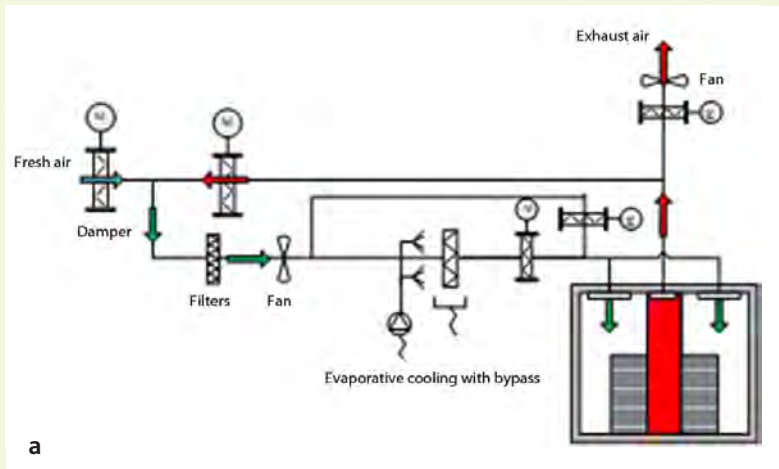 Exhaust air
Fan
Fresh air
Damper
Filters
Fan
Evaporative cooling with bypass
a